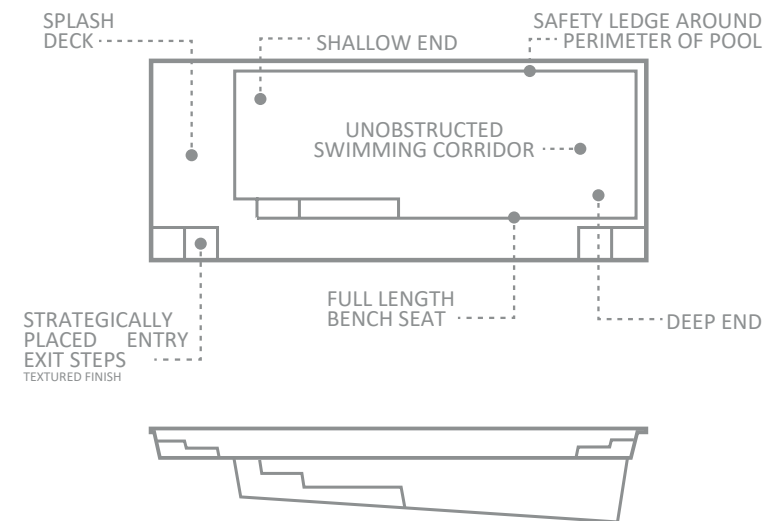 SPLASH
DECK
SHALLOW END
SAFETY LEDGE AROUND
PERIMETER OF POOL
UNOBSTRUCTED
SWIMMING CORRIDOR
STRATEGICALLY
PLACED ENTRY
EXIT STEPS
TEXTURED FINISH
FULL LENGTH
BENCH SEAT
DEEP END